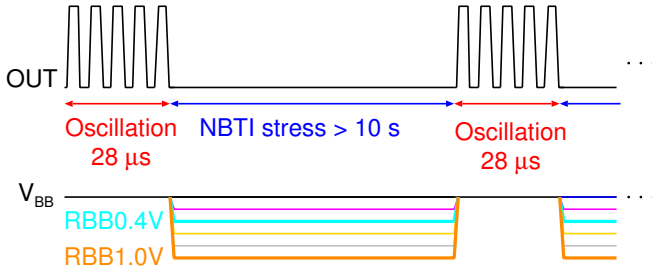 OUT
. . .
Oscillation
28 µs
NBTI stress > 10 s
Oscillation
28 µs
V_BB
. . .
RBB0.4V
RBB1.0V